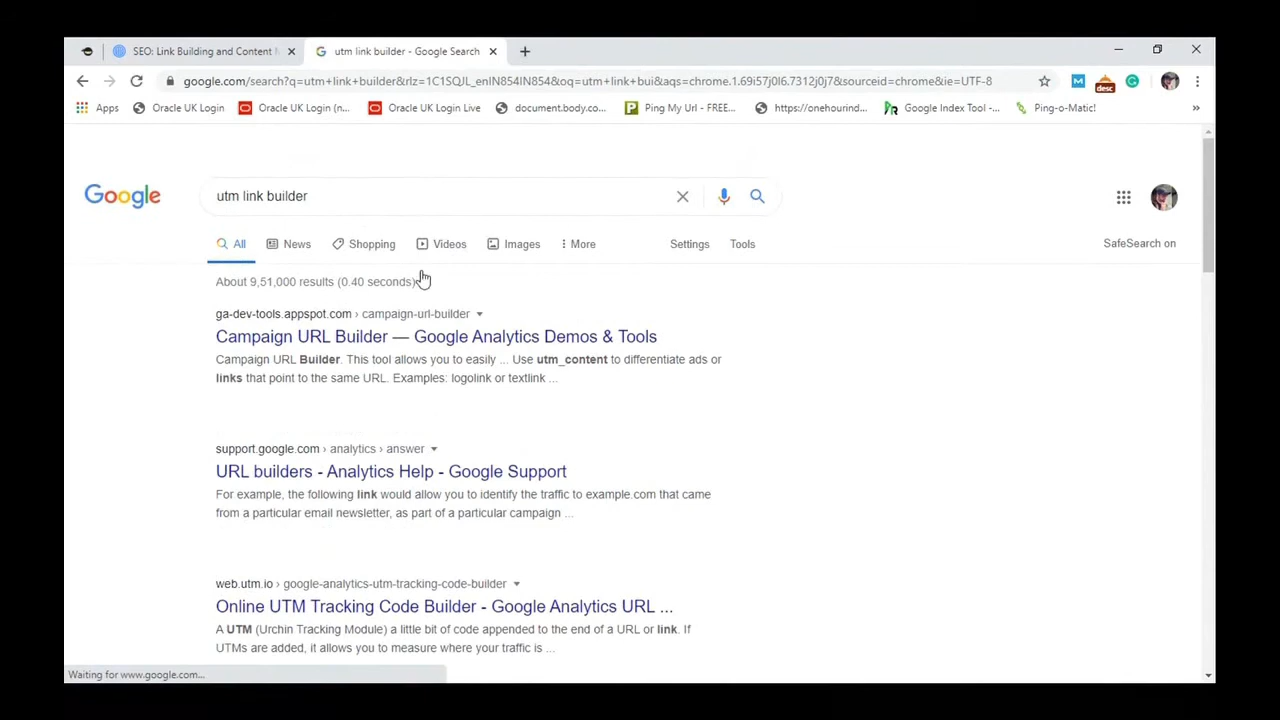 SEO: Link Building and Content M
utm link builder - Google Search
google.com/search?q=utm+link+builder&rlz=1C1SQJL_enIN854IN854&oq=utm+link+bui&aqs=chrome.1.69i57j0l6.7312j0j7&sourceid=chrome&ie=UTF-8
M
desc
G
Apps
Oracle UK Login
Oracle UK Login (n...
Oracle UK Login Live
document.body.co...
Ping My Url - FREE...
https://onehourind...
Google Index Tool -...
Ping-o-Matic!
»
Google
utm link builder
All
News
Shopping
Videos
Images
More
Settings
Tools
SafeSearch on
About 9,51,000 results (0.40 seconds)
ga-dev-tools.appspot.com › campaign-url-builder
Campaign URL Builder — Google Analytics Demos & Tools
Campaign URL Builder. This tool allows you to easily ... Use utm_content to differentiate ads or
links that point to the same URL. Examples: logolink or textlink ...
support.google.com › analytics › answer
URL builders - Analytics Help - Google Support
For example, the following link would allow you to identify the traffic to example.com that came
from a particular email newsletter, as part of a particular campaign ...
web.utm.io › google-analytics-utm-tracking-code-builder
Online UTM Tracking Code Builder - Google Analytics URL ...
A UTM (Urchin Tracking Module) a little bit of code appended to the end of a URL or link. If
UTMs are added, it allows you to measure where your traffic is ...
Waiting for www.google.com...